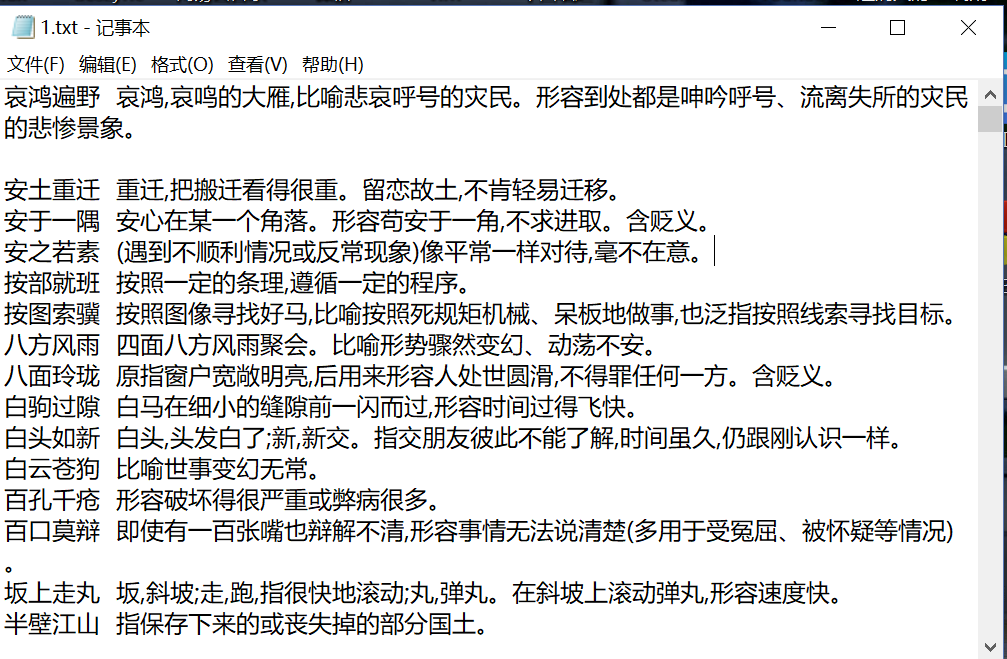 1.txt - 记事本
文件(F) 编辑(E) 格式(O) 查看(V) 帮助(H)
哀鸿遍野 哀鸿,哀鸣的大雁,比喻悲哀呼号的灾民。形容到处都是呻吟呼号、流离失所的灾民
的悲惨景象。
安土重迁 重迁,把搬迁看得很重。留恋故土,不肯轻易迁移。
安于一隅 安心在某一个角落。形容苟安于一角,不求进取。含贬义。
安之若素 (遇到不顺利情况或反常现象)像平常一样对待,毫不在意。
按部就班 按照一定的条理,遵循一定的程序。
按图索骥 按照图像寻找好马,比喻按照死规矩机械、呆板地做事,也泛指按照线索寻找目标。
八方风雨 四面八方风雨聚会。比喻形势骤然变幻、动荡不安。
八面玲珑 原指窗户宽敞明亮,后用来形容人处世圆滑,不得罪任何一方。含贬义。
白驹过隙 白马在细小的缝隙前一闪而过,形容时间过得飞快。
白头如新 白头,头发白了;新,新交。指交朋友彼此不能了解,时间虽久,仍跟刚认识一样。
白云苍狗 比喻世事变幻无常。
百孔千疮 形容破坏得很严重或弊病很多。
百口莫辩 即使有一百张嘴也辩解不清,形容事情无法说清楚(多用于受冤屈、被怀疑等情况)
。
坂上走丸 坂,斜坡;走,跑,指很快地滚动;丸,弹丸。在斜坡上滚动弹丸,形容速度快。
半壁江山 指保存下来的或丧失掉的部分国土。